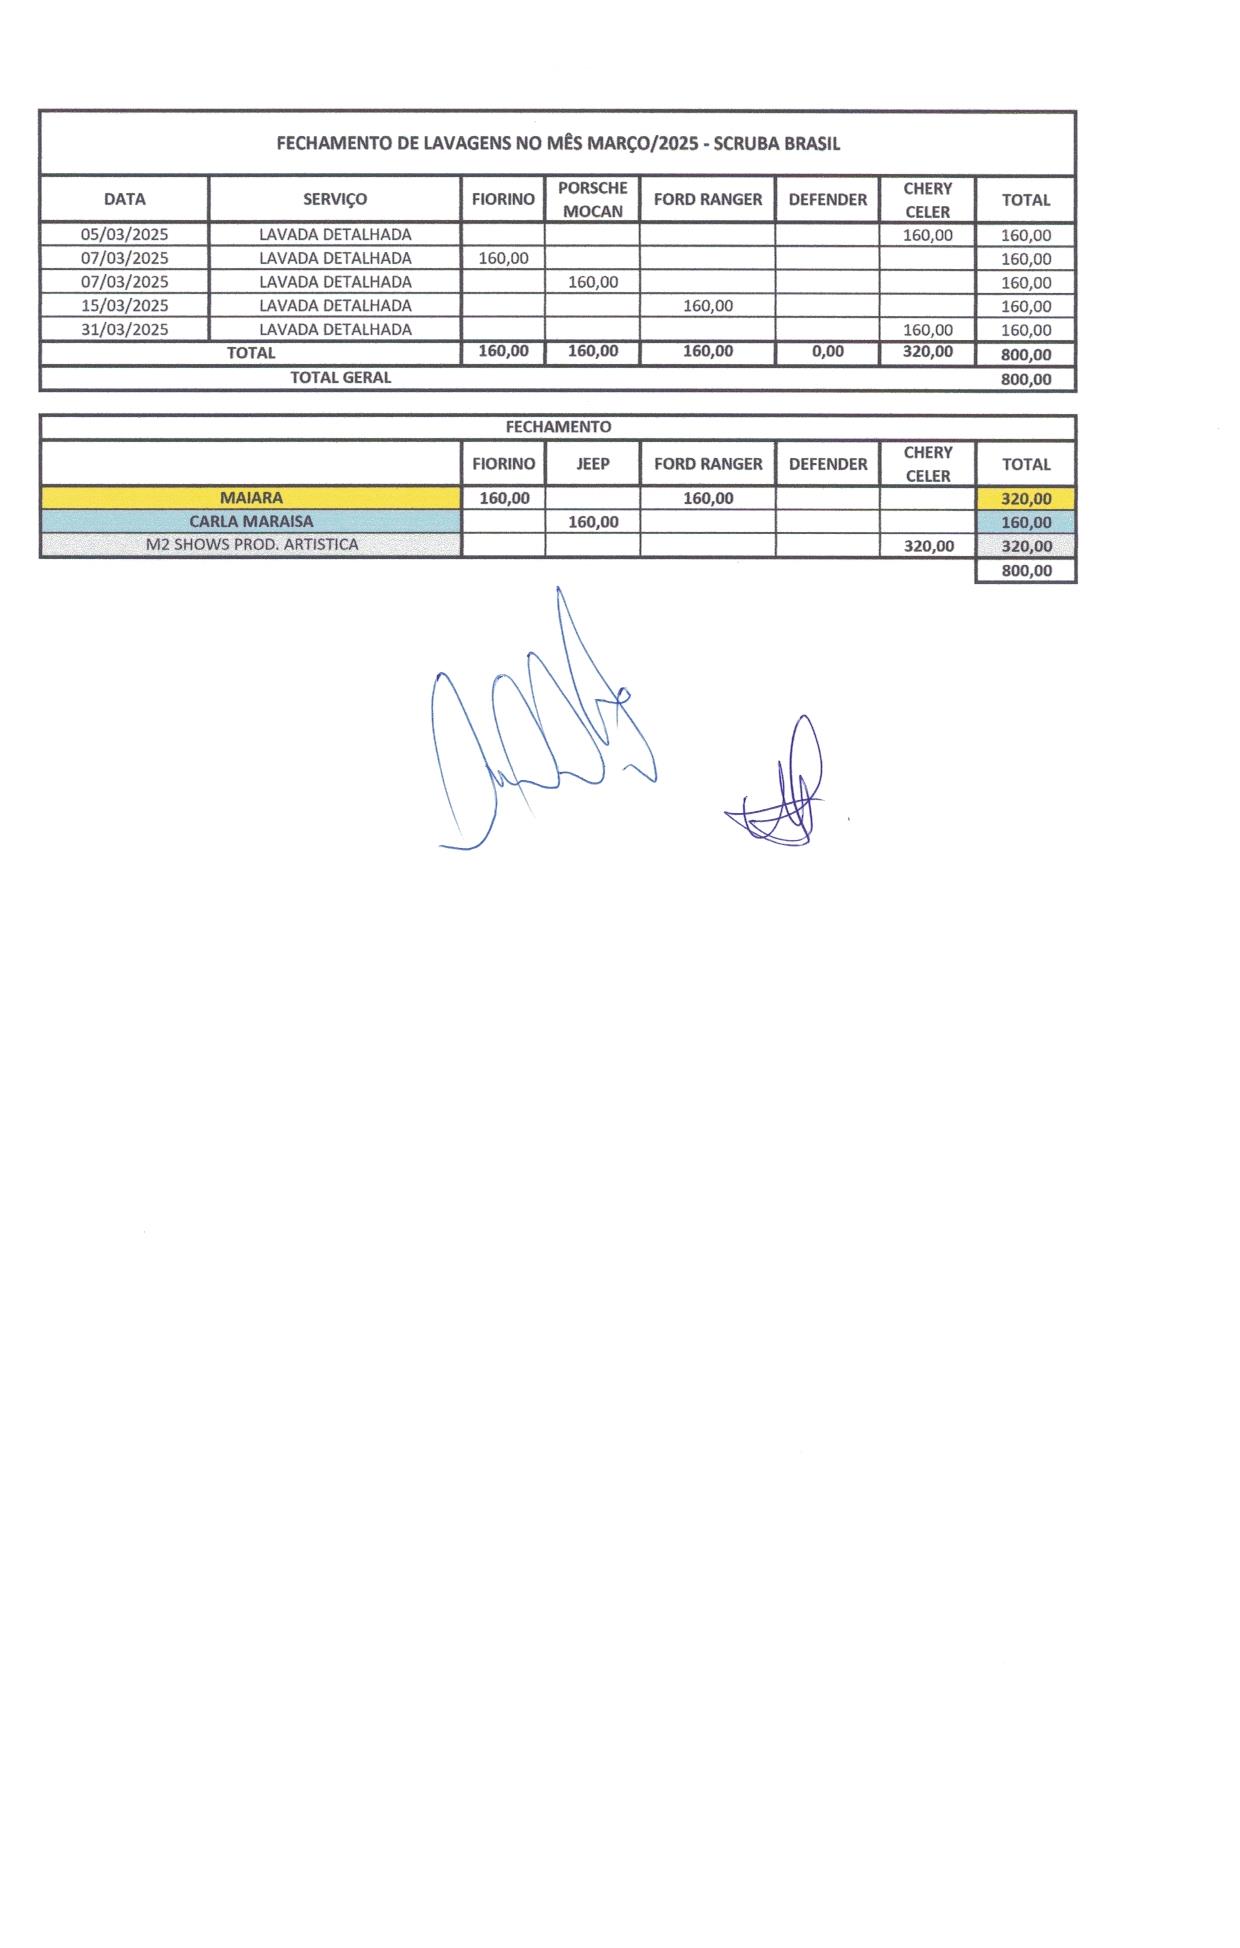 FECHAMENTO DE LAVAGENS NO MÊS MARÇO/2025 - SCRUBA BRASIL
DATA SERVIÇO FIORINO PORSCHE MOCAN FORD RANGER DEFENDER CHERY CELER TOTAL
05/03/2025 LAVADA DETALHADA 160,00 160,00
07/03/2025 LAVADA DETALHADA 160,00 160,00
07/03/2025 LAVADA DETALHADA 160,00 160,00
15/03/2025 LAVADA DETALHADA 160,00 160,00
31/03/2025 LAVADA DETALHADA 160,00 160,00
TOTAL 160,00 160,00 160,00 0,00 320,00 800,00
TOTAL GERAL 800,00
FECHAMENTO
FIORINO JEEP FORD RANGER DEFENDER CHERY CELER TOTAL
MAIARA 160,00 160,00 320,00
CARLA MARAISA 160,00 160,00
M2 SHOWS PROD. ARTISTICA 320,00 320,00
800,00